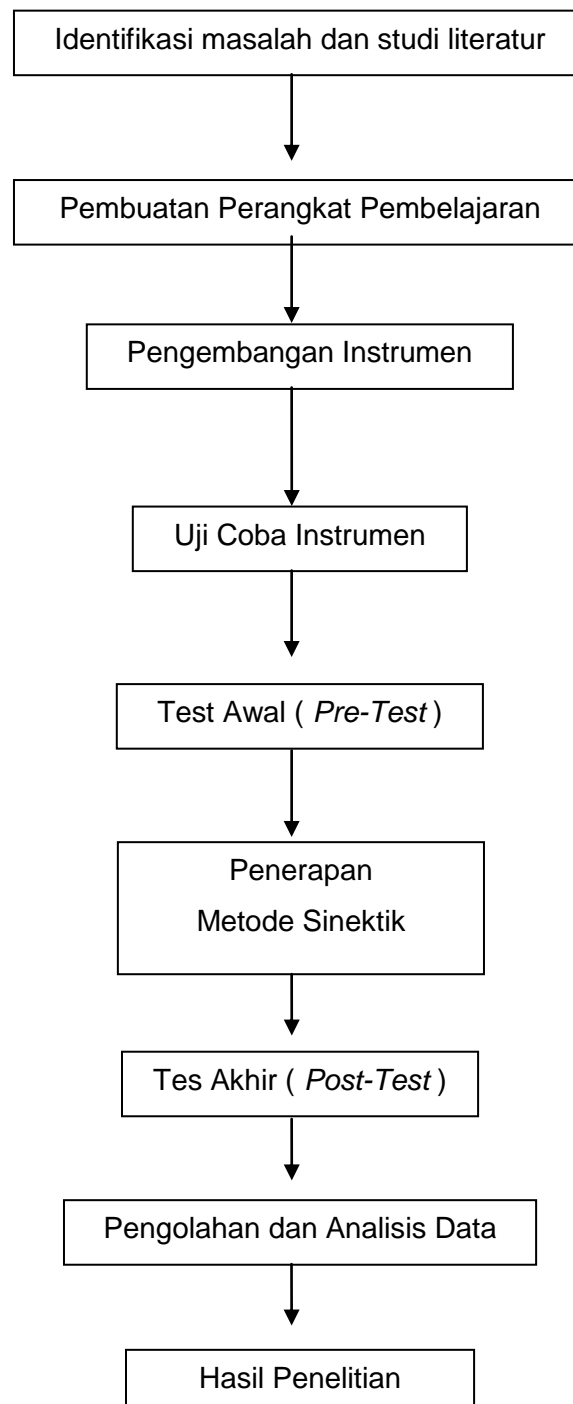 Identifikasi masalah dan studi literatur
Pembuatan Perangkat Pembelajaran
Pengembangan Instrumen
Uji Coba Instrumen
Test Awal ( Pre-Test )
Penerapan
Metode Sinektik
Tes Akhir ( Post-Test )
Pengolahan dan Analisis Data
Hasil Penelitian